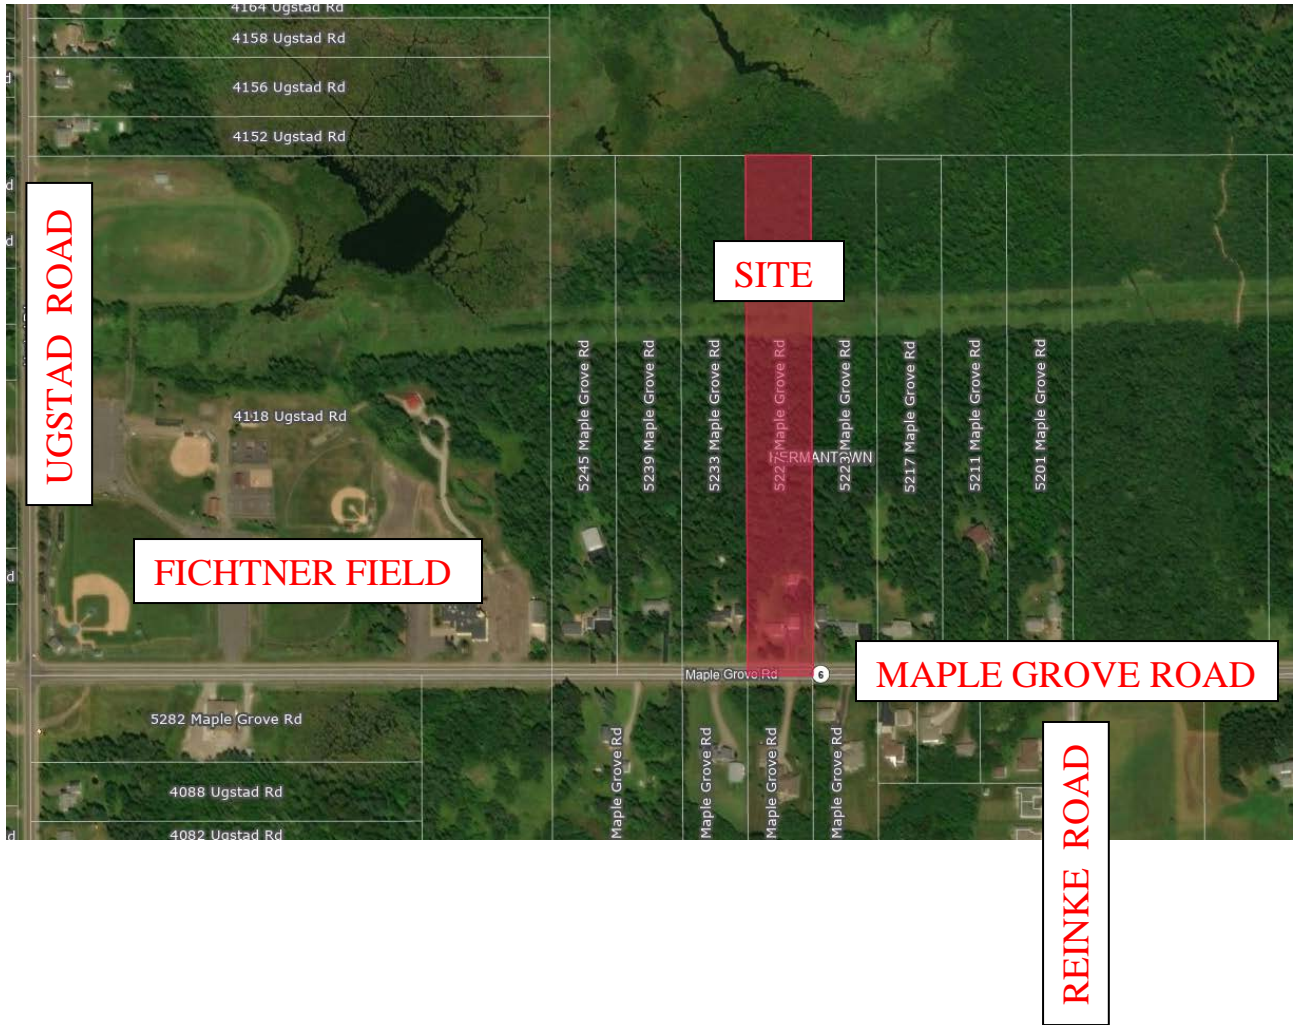 4164 Ugstad Rd
4158 Ugstad Rd
4156 Ugstad Rd
4152 Ugstad Rd
UGSTAD ROAD
SITE
4118 Ugstad Rd
5245 Maple Grove Rd
5239 Maple Grove Rd
5233 Maple Grove Rd
5227 Maple Grove Rd
5223 Maple Grove Rd
5217 Maple Grove Rd
5211 Maple Grove Rd
5201 Maple Grove Rd
HERMANTOWN
FICHTNER FIELD
Maple Grove Rd
6
MAPLE GROVE ROAD
5282 Maple Grove Rd
4088 Ugstad Rd
4082 Ugstad Rd
Maple Grove Rd
Maple Grove Rd
Maple Grove Rd
Maple Grove Rd
REINKE ROAD